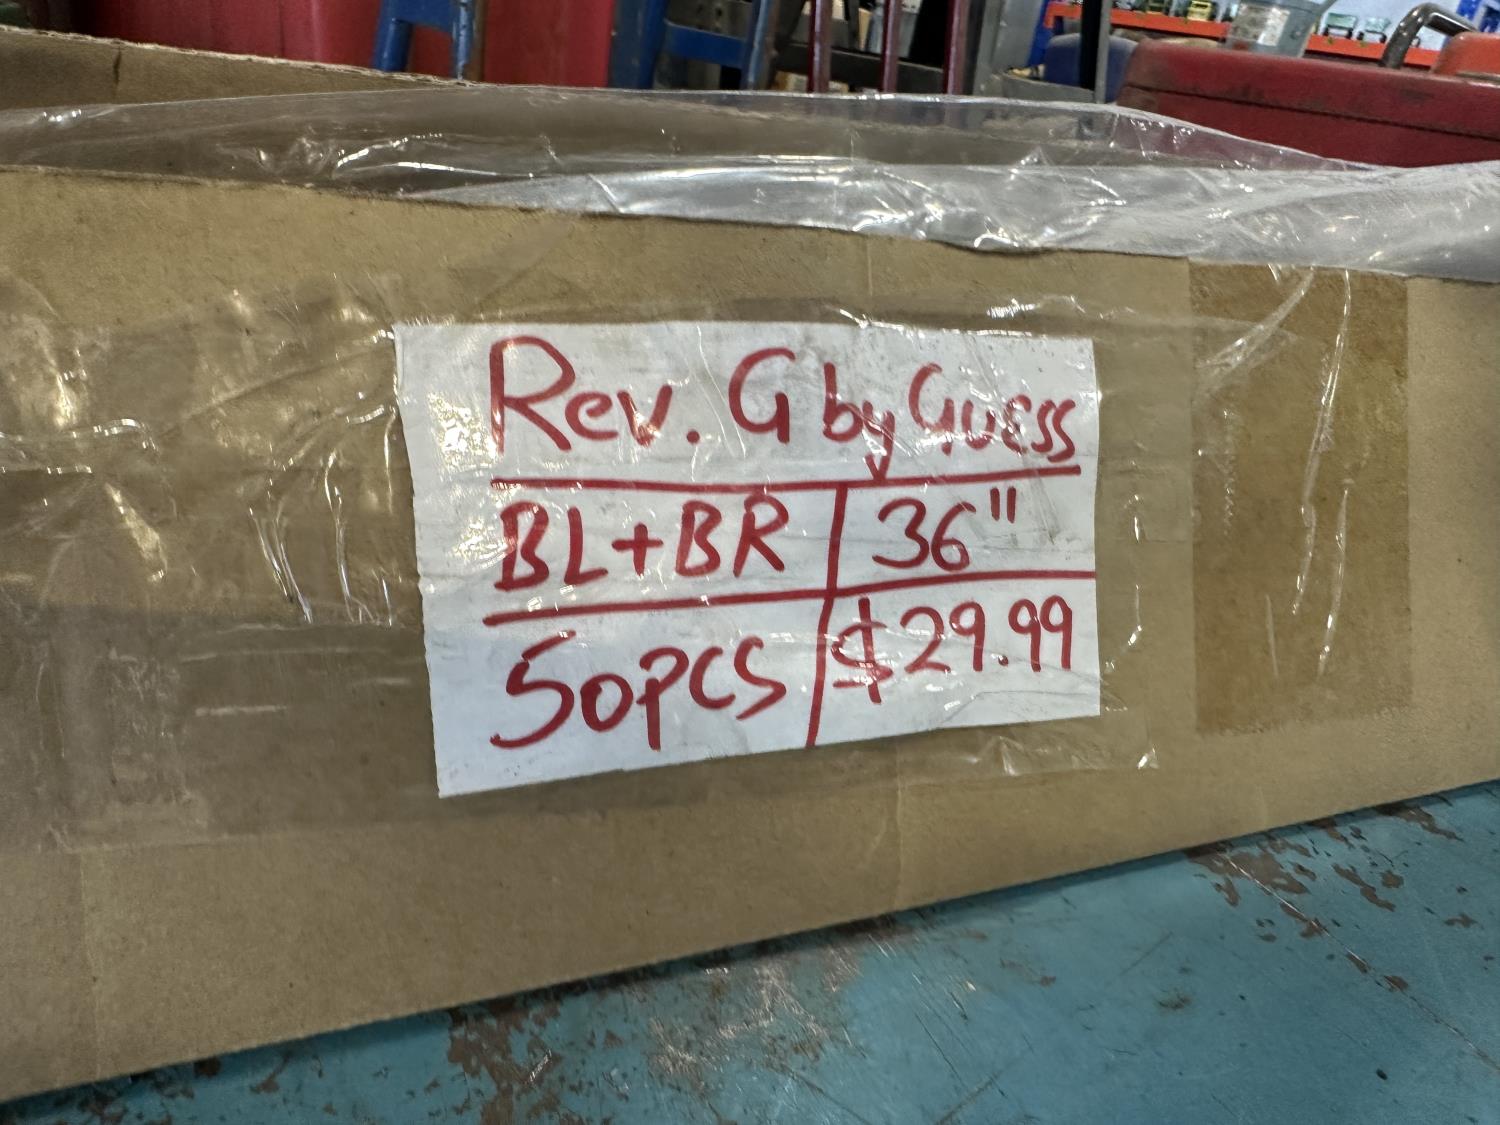 Rev. G by GUESS
BL+BR 36"
50PCS $29.99